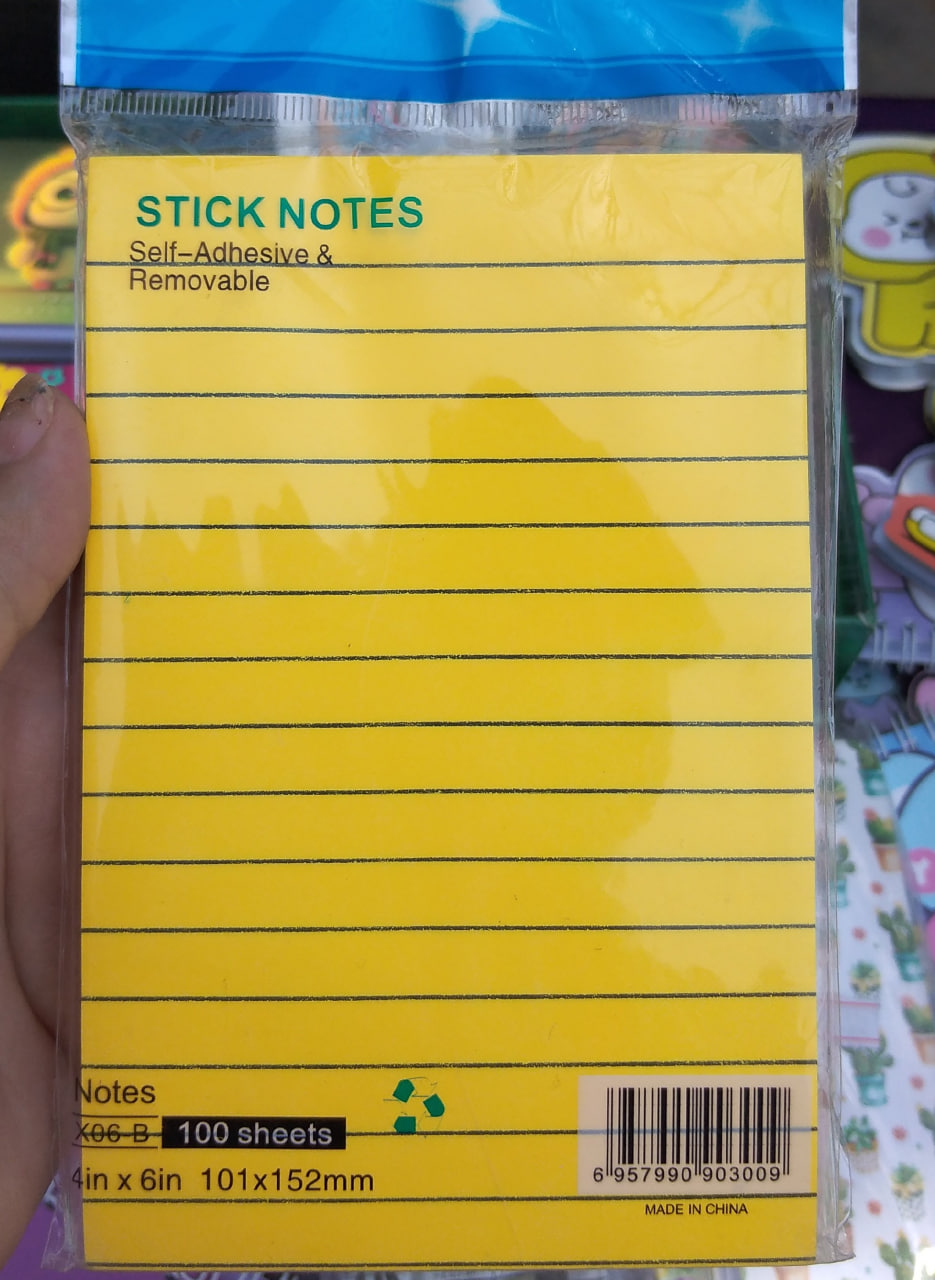 STICK NOTES
Self-Adhesive &
Removable
Notes
X06-B 100 sheets
4in x 6in 101x152mm
6 957990 903009
MADE IN CHINA